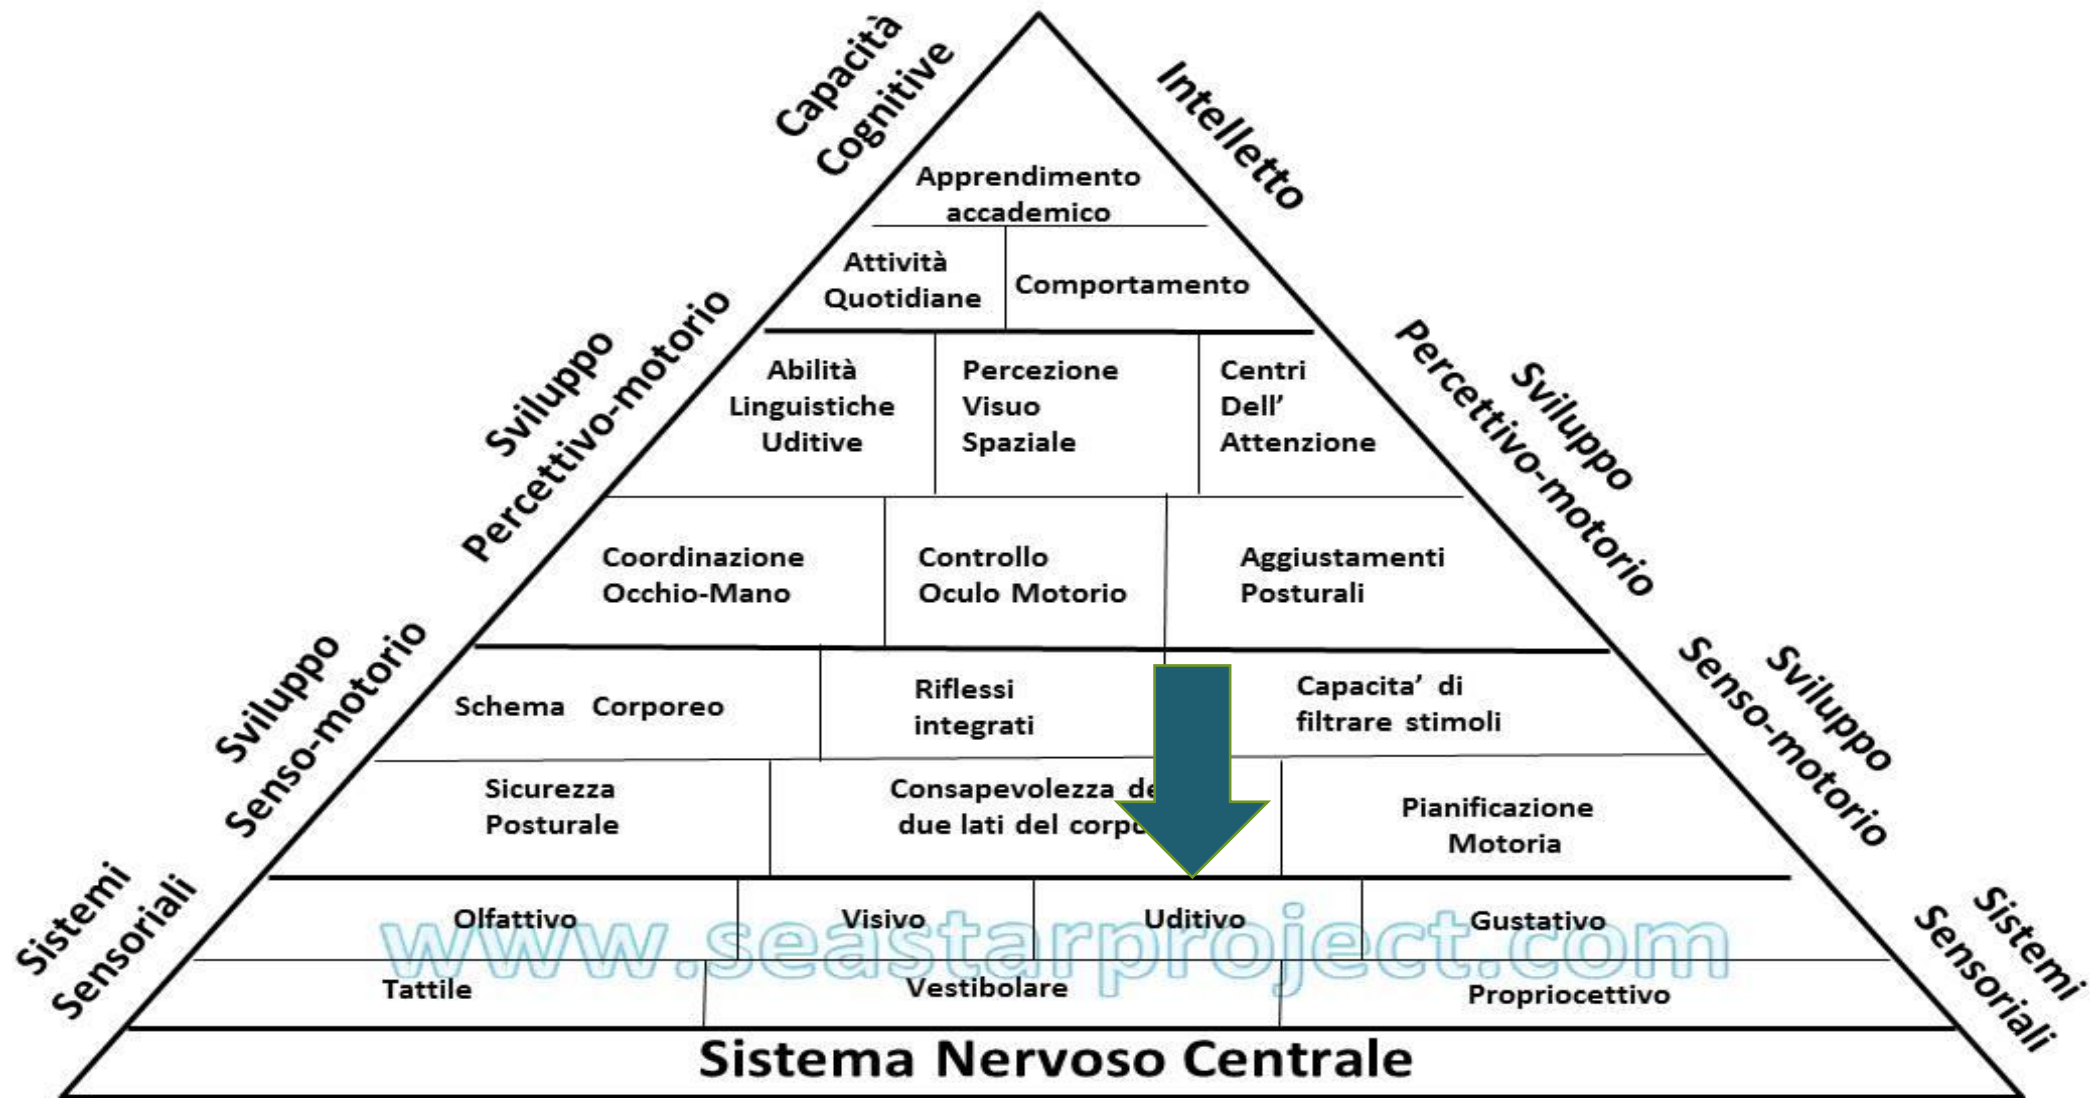 Capacità
Cognitive
Intelletto
Apprendimento
accademico
Attività
Quotidiane
Comportamento
Sviluppo
Percettivo-motorio
Sviluppo
Percettivo-motorio
Abilità
Linguistiche
Uditive
Percezione
Visuo
Spaziale
Centri
Dell’
Attenzione
Coordinazione
Occhio-Mano
Controllo
Oculo Motorio
Aggiustamenti
Posturali
Sviluppo
Senso-motorio
Sviluppo
Senso-motorio
Schema Corporeo
Riflessi
integrati
Capacita’ di
filtrare stimoli
Sicurezza
Posturale
Consapevolezza
due lati del
Pianificazione
Motoria
Sistemi
Sensoriali
Sistemi
Sensoriali
Olfattivo
Visivo
Uditivo
Gustativo
www.seastarproject.com
Tattile
Vestibolare
Propriocettivo
Sistema Nervoso Centrale